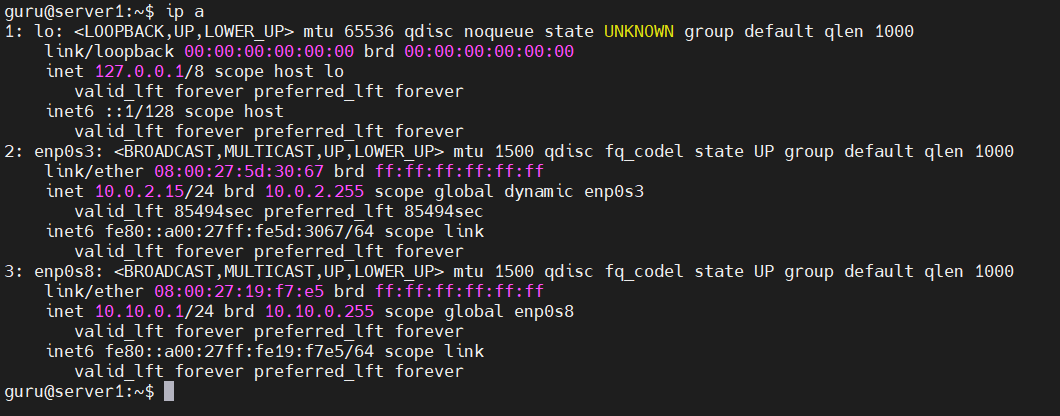 guru@server1:~$ ip a
1: lo: <LOOPBACK,UP,LOWER_UP> mtu 65536 qdisc noqueue state UNKNOWN group default qlen 1000
    link/loopback 00:00:00:00:00:00 brd 00:00:00:00:00:00
    inet 127.0.0.1/8 scope host lo
       valid_lft forever preferred_lft forever
    inet6 ::1/128 scope host
       valid_lft forever preferred_lft forever
2: enp0s3: <BROADCAST,MULTICAST,UP,LOWER_UP> mtu 1500 qdisc fq_codel state UP group default qlen 1000
    link/ether 08:00:27:5d:30:67 brd ff:ff:ff:ff:ff:ff
    inet 10.0.2.15/24 brd 10.0.2.255 scope global dynamic enp0s3
       valid_lft 85494sec preferred_lft 85494sec
    inet6 fe80::a00:27ff:fe5d:3067/64 scope link
       valid_lft forever preferred_lft forever
3: enp0s8: <BROADCAST,MULTICAST,UP,LOWER_UP> mtu 1500 qdisc fq_codel state UP group default qlen 1000
    link/ether 08:00:27:19:f7:e5 brd ff:ff:ff:ff:ff:ff
    inet 10.10.0.1/24 brd 10.10.0.255 scope global enp0s8
       valid_lft forever preferred_lft forever
    inet6 fe80::a00:27ff:fe19:f7e5/64 scope link
       valid_lft forever preferred_lft forever
guru@server1:~$